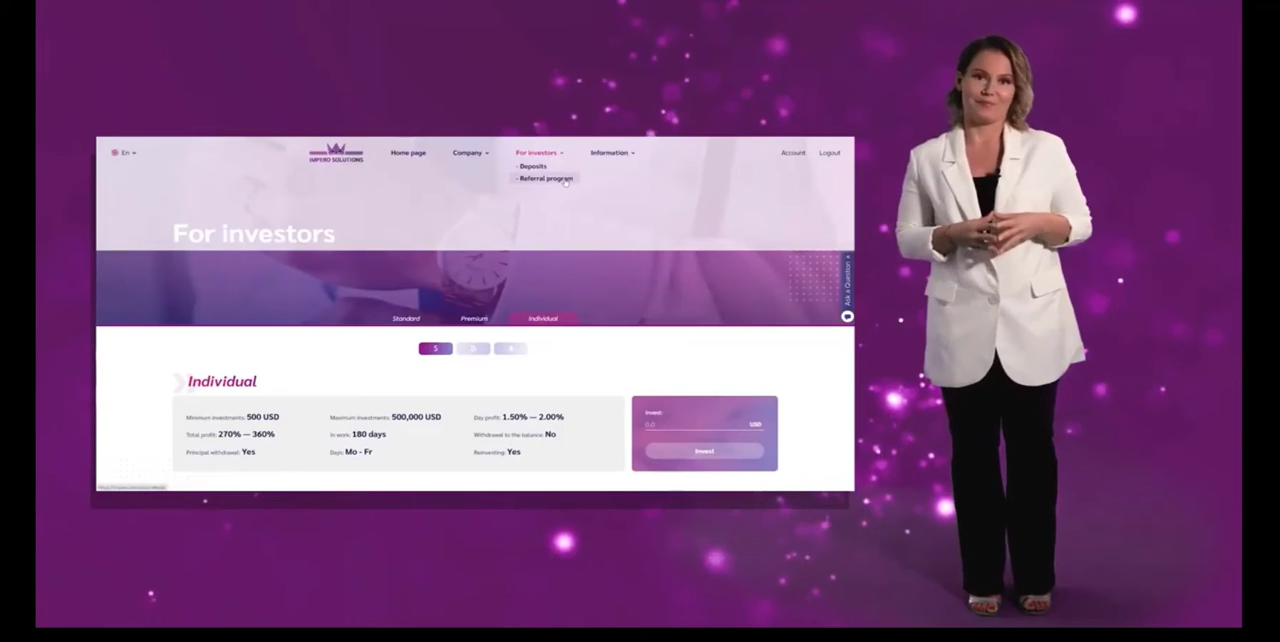 En
IMPERO SOLUTIONS
Home page
Company
For investors
Information
Account
Logout
- Deposits
- Referral program
For investors
Ask a Question
Standard
Premium
Individual
Individual
Minimum investments: 500 USD
Maximum investments: 500,000 USD
Day profit: 1.50% — 2.00%
Total profit: 270% — 360%
In work: 180 days
Withdrawal to the balance: No
Principal withdrawal: Yes
Days: Mo - Fr
Reinvesting: Yes
Invest:
0.0
USD
Invest